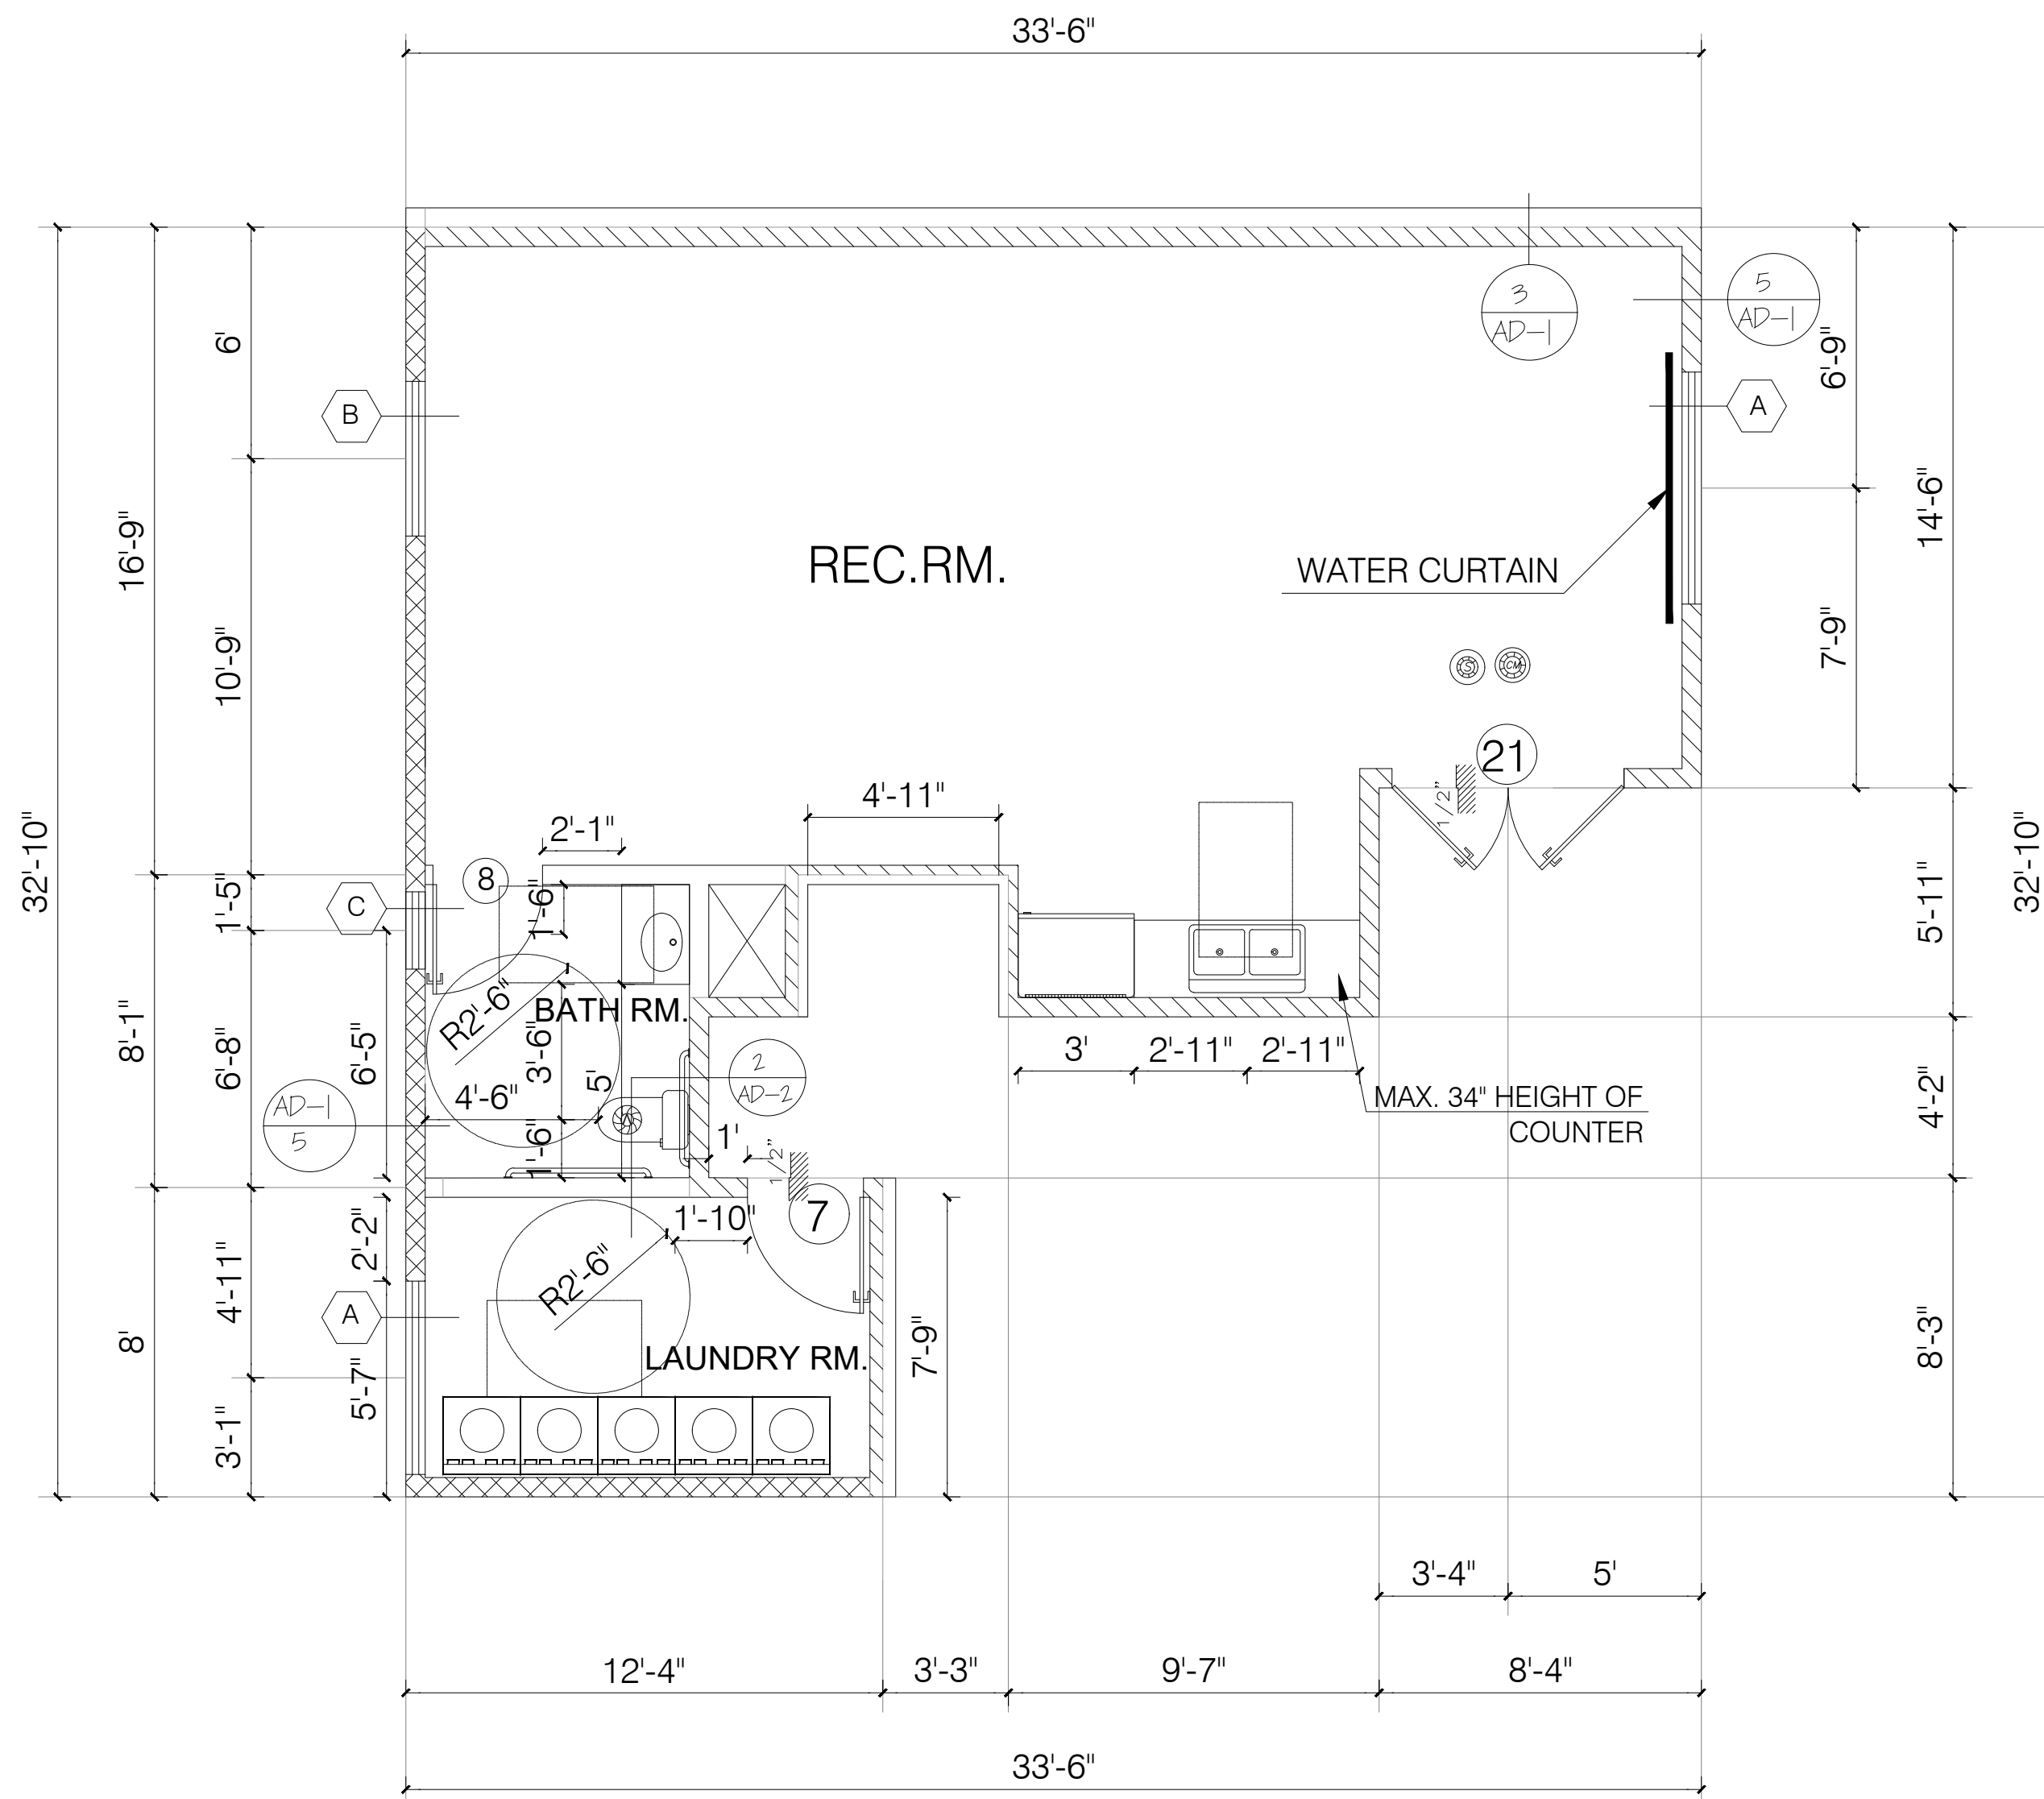 33'-6"
3
AD-1
5
AD-1
6'
6'-9"
B
A
14'-6"
16'-9"
REC.RM.
WATER CURTAIN
10'-9"
7'-9"
S
CM
21
1/2"
4'-11"
2'-1"
32'-10"
32'-10"
8
1'-5"
C
1'-6"
5'-11"
R2'-6"
BATH RM.
8'-1"
6'-8"
6'-5"
3'-6"
3'
2'-11"
2'-11"
2
AD-2
5'
4'-6"
MAX. 34" HEIGHT OF
COUNTER
4'-2"
AD-1
5
1'-6"
1'
1/2"
1'-10"
7
2'-2"
R2'-6"
4'-11"
A
8'
LAUNDRY RM.
7'-9"
8'-3"
5'-7"
3'-1"
3'-4"
5'
12'-4"
3'-3"
9'-7"
8'-4"
33'-6"